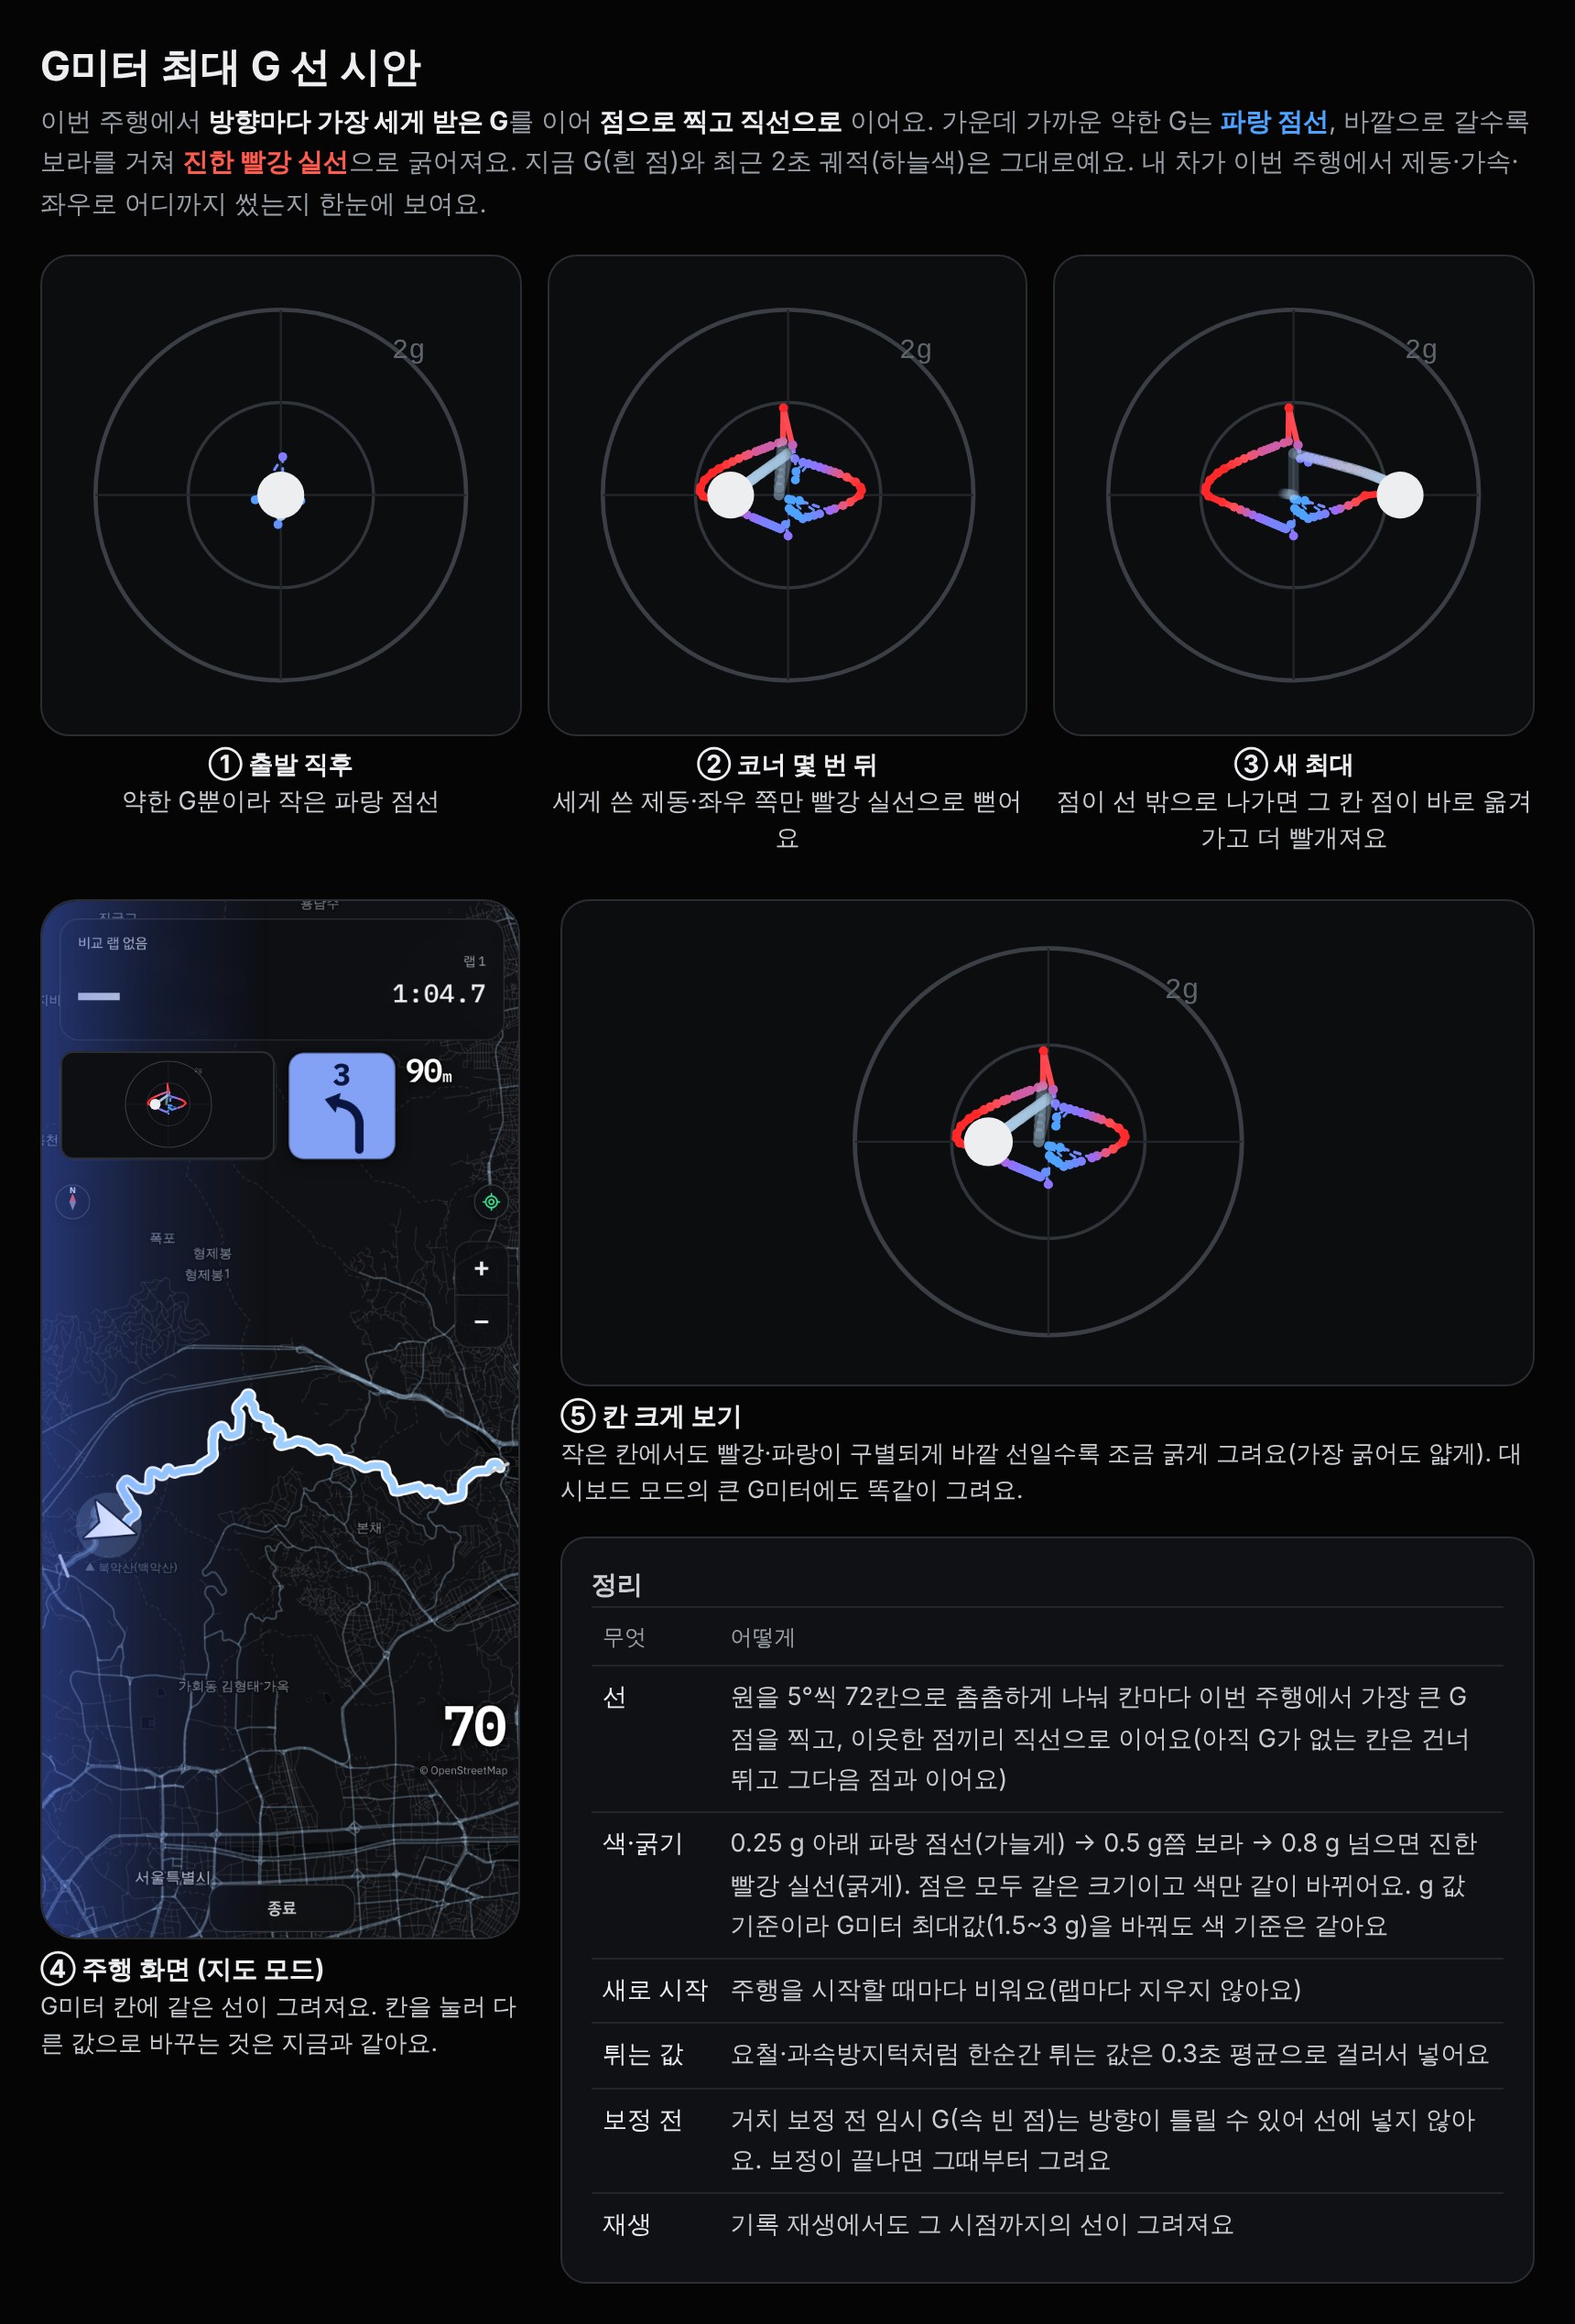 G미터 최대 G 선 시안
이번 주행에서 방향마다 가장 세게 받은 G를 이어 점으로 찍고 직선으로 이어요. 가운데 가까운 약한 G는 파랑 점선, 바깥으로 갈수록
보라를 거쳐 진한 빨강 실선으로 굵어져요. 지금 G(흰 점)와 최근 2초 궤적(하늘색)은 그대로예요. 내 차가 이번 주행에서 제동·가속·
좌우로 어디까지 썼는지 한눈에 보여요.
2g
2g
2g
① 출발 직후
약한 G뿐이라 작은 파랑 점선
② 코너 몇 번 뒤
세게 쓴 제동·좌우 쪽만 빨강 실선으로 뻗어
요
③ 새 최대
점이 선 밖으로 나가면 그 칸 점이 바로 옮겨
가고 더 빨개져요
비교 랩 없음
랩 1
1:04.7
3
90m
N
폭포
형제봉
형제봉1
+
−
본채
북악산(백악산)
가회동 김형태 가옥
70
© OpenStreetMap
서울특별시
종료
④ 주행 화면 (지도 모드)
G미터 칸에 같은 선이 그려져요. 칸을 눌러 다
른 값으로 바꾸는 것은 지금과 같아요.
2g
⑤ 칸 크게 보기
작은 칸에서도 빨강·파랑이 구별되게 바깥 선일수록 조금 굵게 그려요(가장 굵어도 얇게). 대
시보드 모드의 큰 G미터에도 똑같이 그려요.
정리
무엇 어떻게
선 원을 5°씩 72칸으로 촘촘하게 나눠 칸마다 이번 주행에서 가장 큰 G
점을 찍고, 이웃한 점끼리 직선으로 이어요(아직 G가 없는 칸은 건너
뛰고 그다음 점과 이어요)
색·굵기 0.25 g 아래 파랑 점선(가늘게) → 0.5 g쯤 보라 → 0.8 g 넘으면 진한
빨강 실선(굵게). 점은 모두 같은 크기이고 색만 같이 바뀌어요. g 값
기준이라 G미터 최대값(1.5~3 g)을 바꿔도 색 기준은 같아요
새로 시작 주행을 시작할 때마다 비워요(랩마다 지우지 않아요)
튀는 값 요철·과속방지턱처럼 한순간 튀는 값은 0.3초 평균으로 걸러서 넣어요
보정 전 거치 보정 전 임시 G(속 빈 점)는 방향이 틀릴 수 있어 선에 넣지 않아
요. 보정이 끝나면 그때부터 그려요
재생 기록 재생에서도 그 시점까지의 선이 그려져요